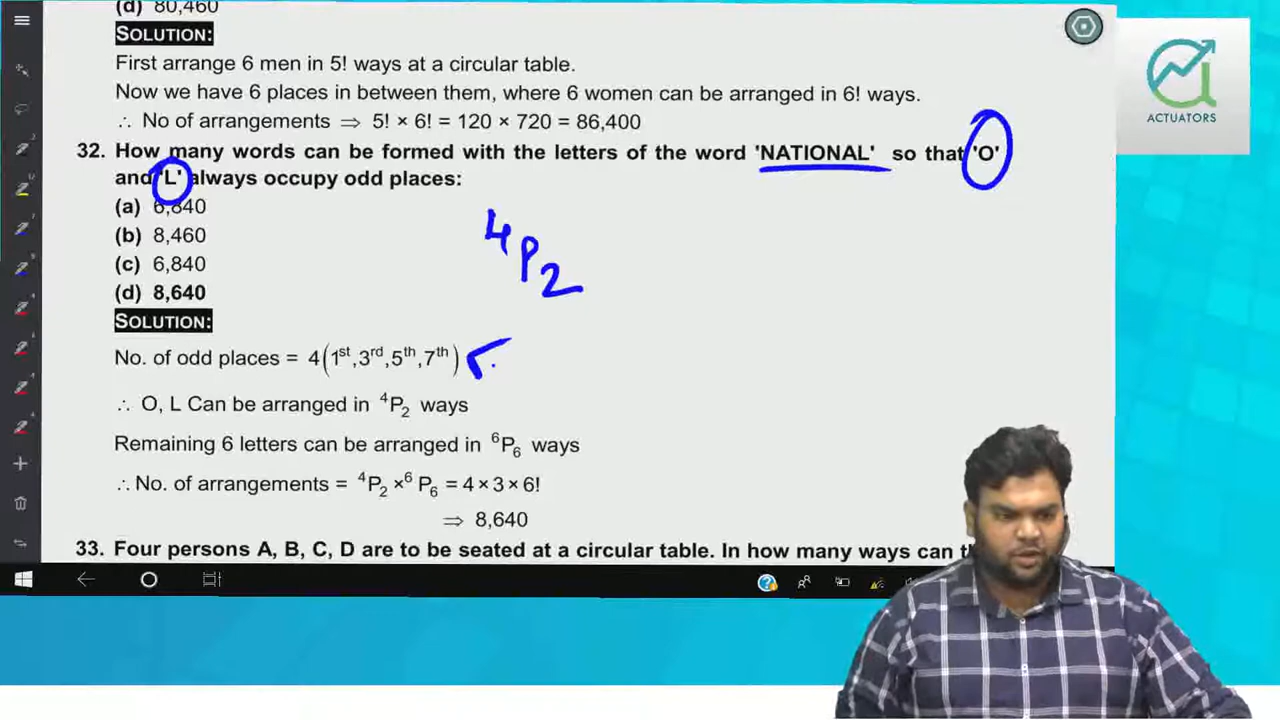 (d) 80,460
SOLUTION:
First arrange 6 men in 5! ways at a circular table.
Now we have 6 places in between them, where 6 women can be arranged in 6! ways.
∴ No of arrangements ⇒ 5! × 6! = 120 × 720 = 86,400
32. How many words can be formed with the letters of the word 'NATIONAL' so that 'O'
and 'L' always occupy odd places:
(a) 6,840
(b) 8,460
(c) 6,840
(d) 8,640
⁴P₂
SOLUTION:
No. of odd places = 4(1ˢᵗ,3ʳᵈ,5ᵗʰ,7ᵗʰ)
∴ O, L Can be arranged in ⁴P₂ ways
Remaining 6 letters can be arranged in ⁶P₆ ways
∴ No. of arrangements = ⁴P₂ ×⁶P₆ = 4 × 3 × 6!
⇒ 8,640
33. Four persons A, B, C, D are to be seated at a circular table. In how many ways can
ACTUATORS